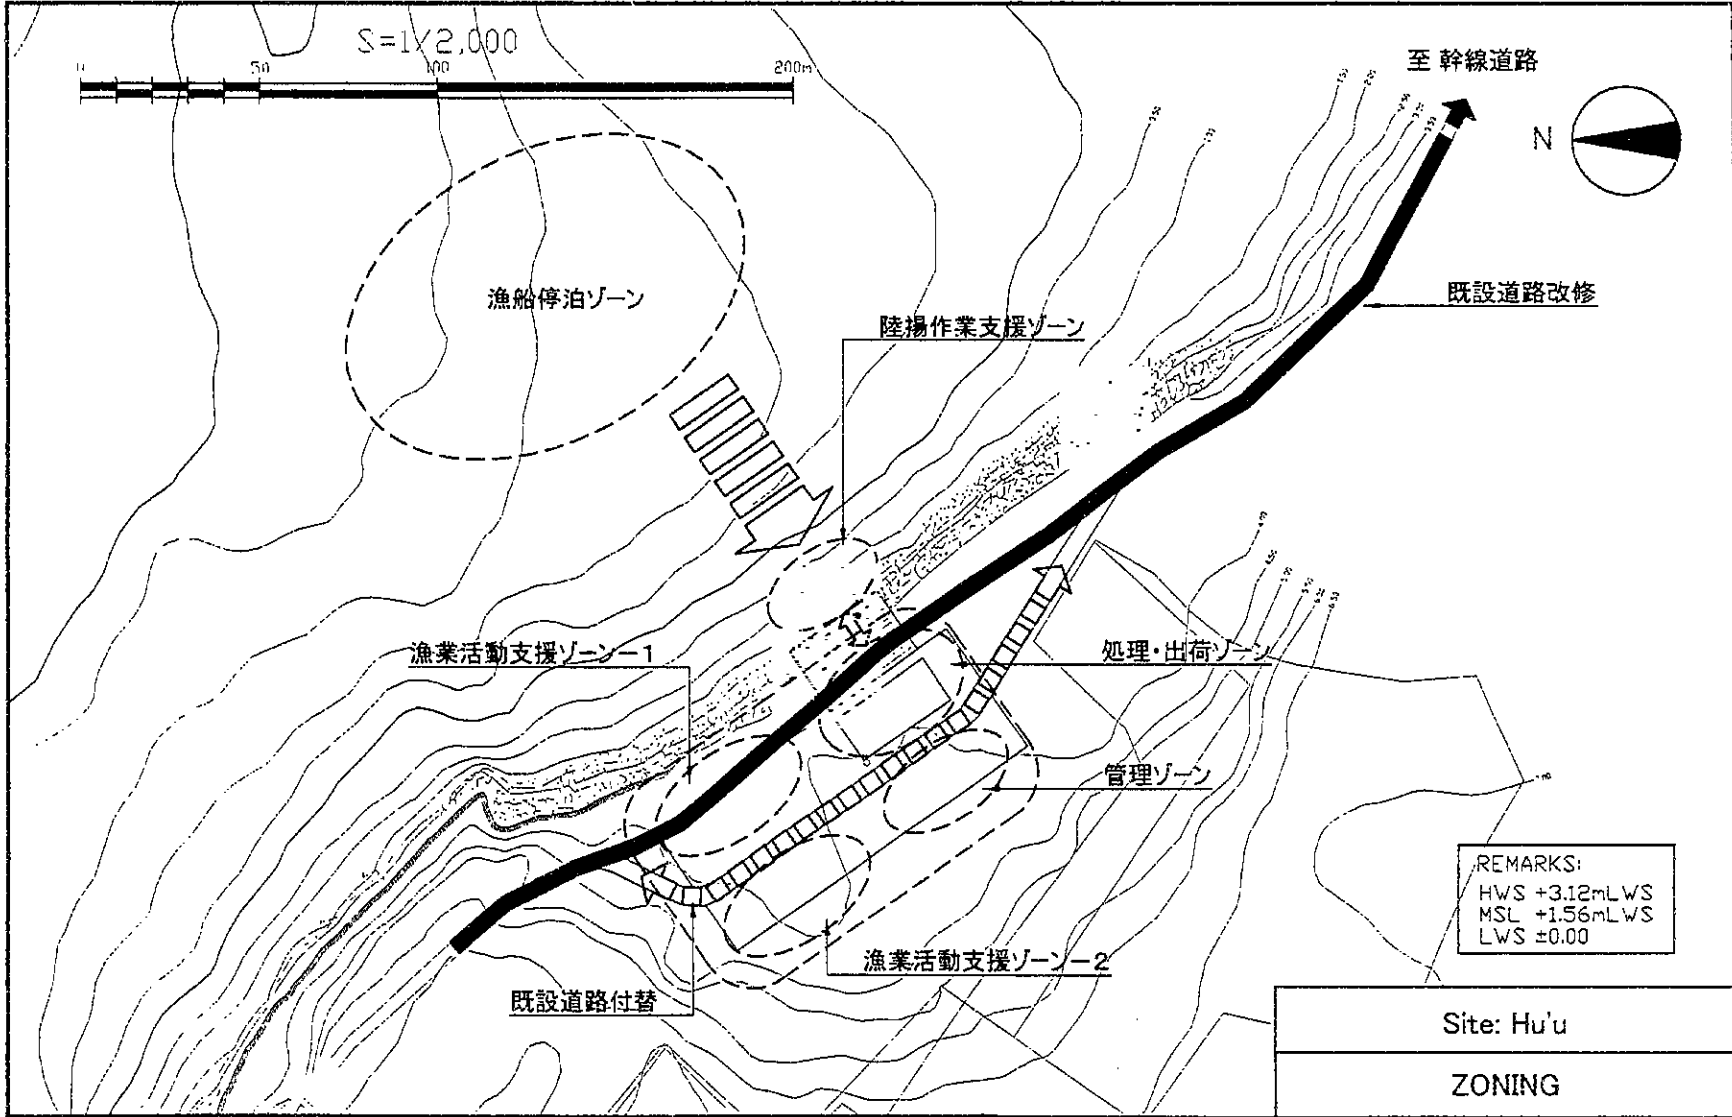 S=1/2,000
0 50 100 200m
至 幹線道路
N
既設道路改修
漁船停泊ゾーン
陸揚作業支援ゾーン
漁業活動支援ゾーン－1
処理・出荷ゾーン
管理ゾーン
漁業活動支援ゾーン－2
既設道路付替
REMARKS:
HWS +3.12mLWS
MSL +1.56mLWS
LWS ±0.00
Site: Hu'u
ZONING